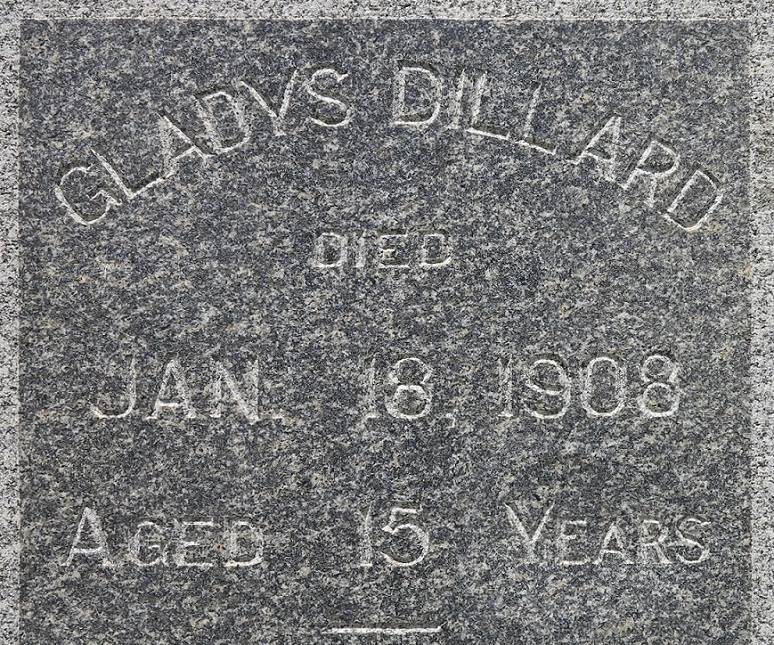 GLADYS DILLARD
DIED
JAN. 18, 1908
AGED 15 YEARS